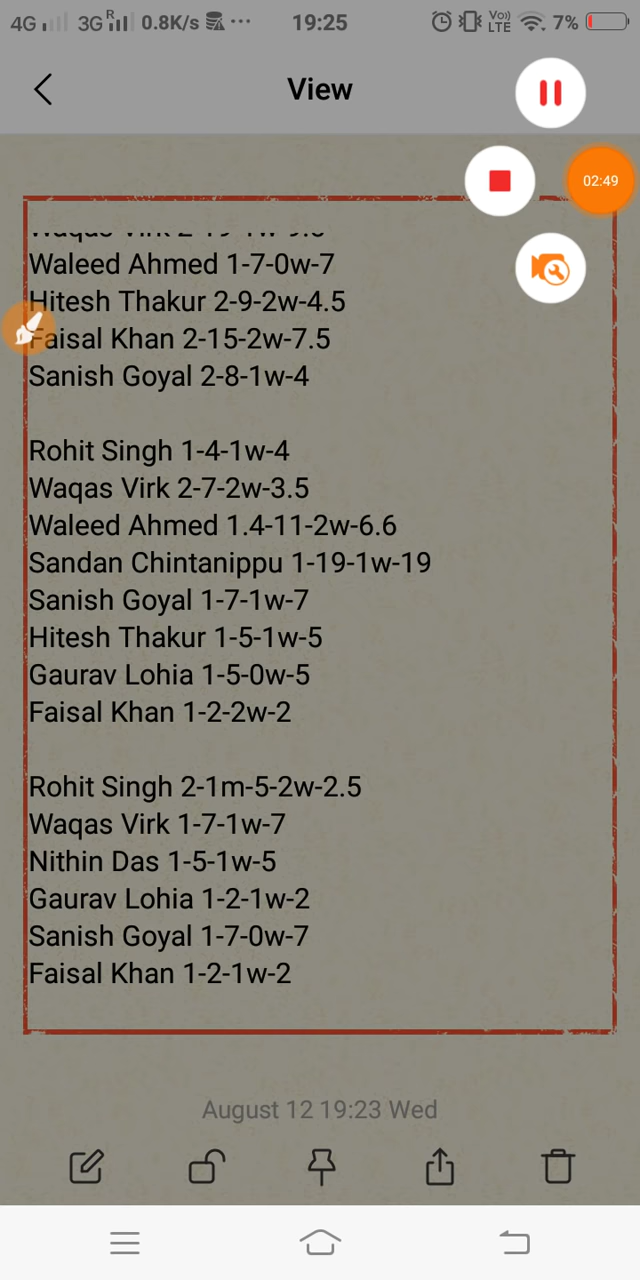 4G 3G R 0.8K/s ... 19:25 Vo)) LTE 7%
View
02:49
Waleed Ahmed 1-7-0w-7
Hitesh Thakur 2-9-2w-4.5
Faisal Khan 2-15-2w-7.5
Sanish Goyal 2-8-1w-4
Rohit Singh 1-4-1w-4
Waqas Virk 2-7-2w-3.5
Waleed Ahmed 1.4-11-2w-6.6
Sandan Chintanippu 1-19-1w-19
Sanish Goyal 1-7-1w-7
Hitesh Thakur 1-5-1w-5
Gaurav Lohia 1-5-0w-5
Faisal Khan 1-2-2w-2
Rohit Singh 2-1m-5-2w-2.5
Waqas Virk 1-7-1w-7
Nithin Das 1-5-1w-5
Gaurav Lohia 1-2-1w-2
Sanish Goyal 1-7-0w-7
Faisal Khan 1-2-1w-2
August 12 19:23 Wed